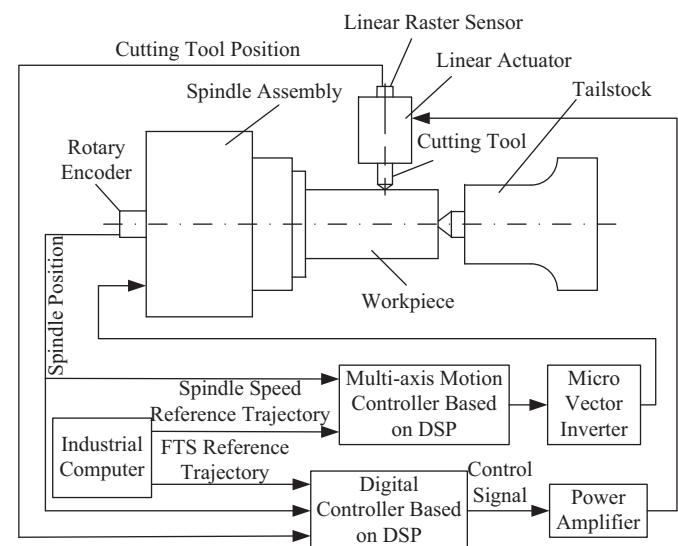 Linear Raster Sensor
Cutting Tool Position
Linear Actuator
Spindle Assembly
Tailstock
Cutting Tool
Rotary
Encoder
Spindle Position
Workpiece
Spindle Speed
Reference Trajectory
Multi-axis Motion
Controller Based
on DSP
Micro
Vector
Inverter
Industrial
Computer
FTS Reference
Trajectory
Digital
Controller Based
on DSP
Control
Signal
Power
Amplifier